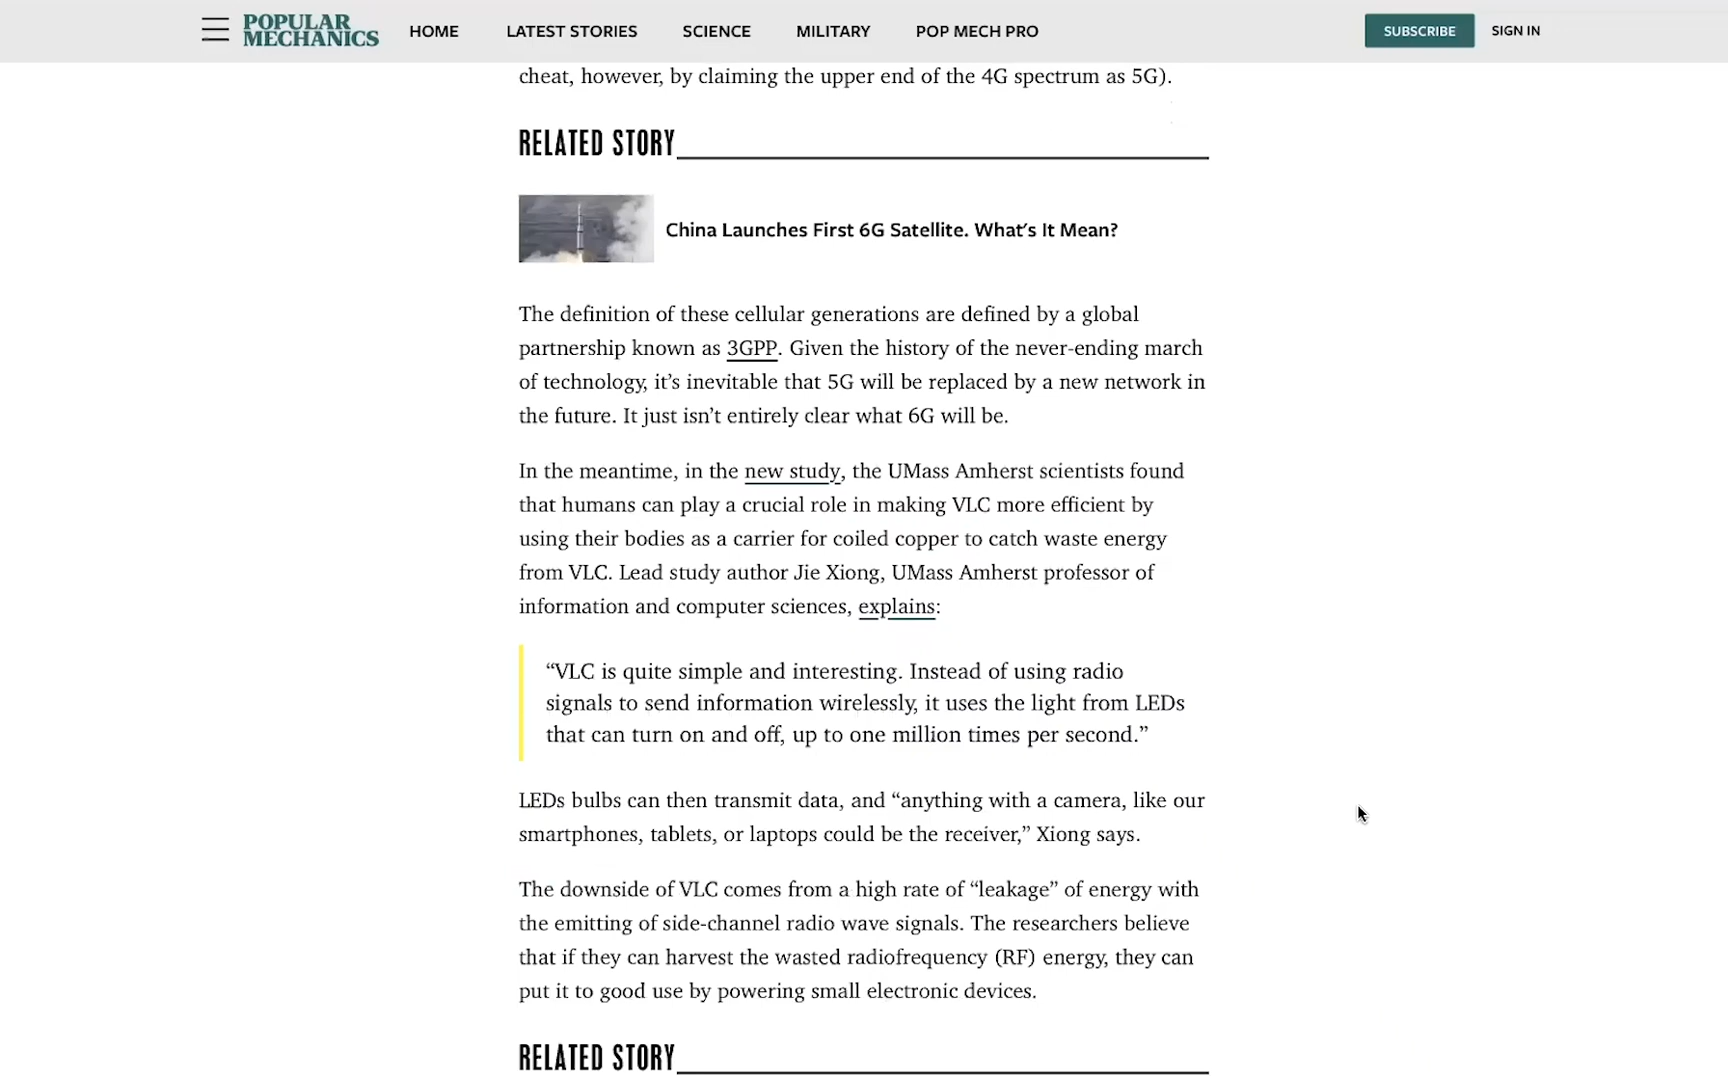 POPULAR
MECHANICS
HOME
LATEST STORIES
SCIENCE
MILITARY
POP MECH PRO
SUBSCRIBE
SIGN IN
cheat, however, by claiming the upper end of the 4G spectrum as 5G).
RELATED STORY
China Launches First 6G Satellite. What's It Mean?
The definition of these cellular generations are defined by a global
partnership known as 3GPP. Given the history of the never-ending march
of technology, it’s inevitable that 5G will be replaced by a new network in
the future. It just isn’t entirely clear what 6G will be.
In the meantime, in the new study, the UMass Amherst scientists found
that humans can play a crucial role in making VLC more efficient by
using their bodies as a carrier for coiled copper to catch waste energy
from VLC. Lead study author Jie Xiong, UMass Amherst professor of
information and computer sciences, explains:
“VLC is quite simple and interesting. Instead of using radio
signals to send information wirelessly, it uses the light from LEDs
that can turn on and off, up to one million times per second.”
LEDs bulbs can then transmit data, and “anything with a camera, like our
smartphones, tablets, or laptops could be the receiver,” Xiong says.
The downside of VLC comes from a high rate of “leakage” of energy with
the emitting of side-channel radio wave signals. The researchers believe
that if they can harvest the wasted radiofrequency (RF) energy, they can
put it to good use by powering small electronic devices.
RELATED STORY